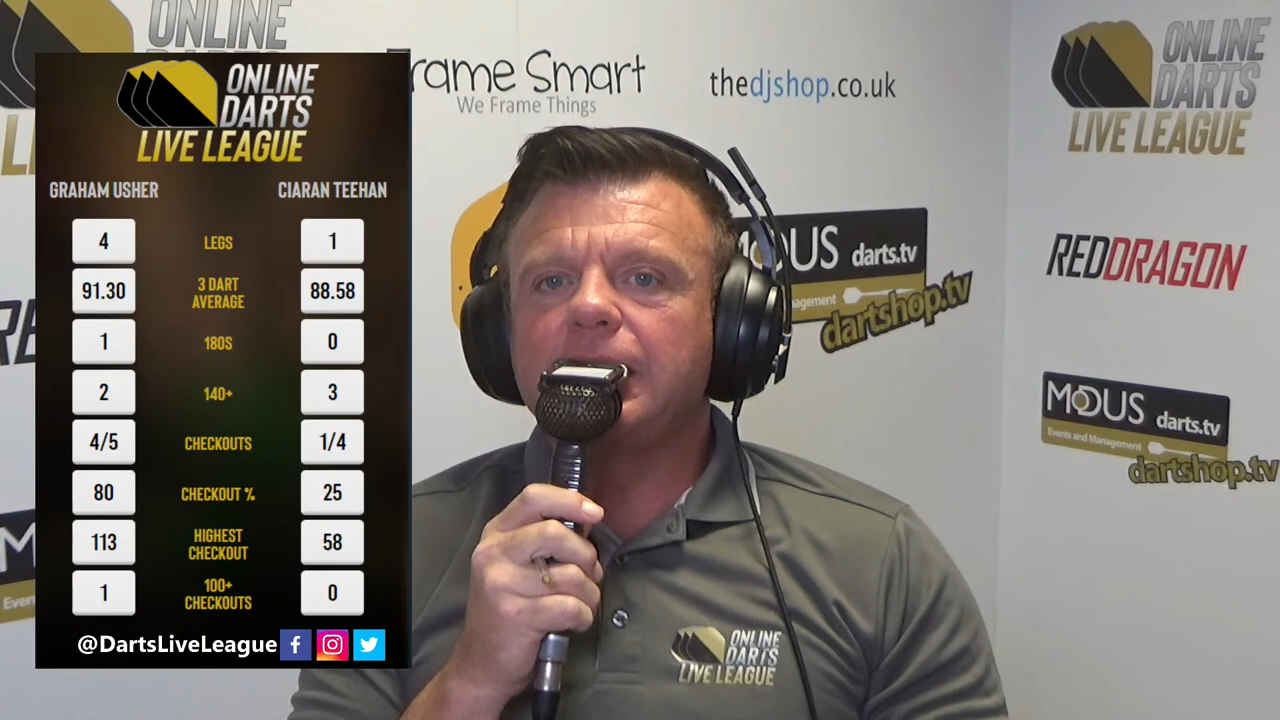 ONLINE
DARTS
LIVE LEAGUE
GRAHAM USHER CIARAN TEEHAN
4 LEGS 1
91.30 3 DART AVERAGE 88.58
1 180S 0
2 140+ 3
4/5 CHECKOUTS 1/4
80 CHECKOUT % 25
113 HIGHEST CHECKOUT 58
1 100+ CHECKOUTS 0
@DartsLiveLeague
ONLINE
rame Smart
We Frame Things
thedjshop.co.uk
ONLINE
DARTS
LIVE LEAGUE
MODUS darts.tv
agement
dartshop.tv
REDDRAGON
MODUS darts.tv
Events and Management
dartshop.tv
ONLINE
DARTS
LIVE LEAGUE